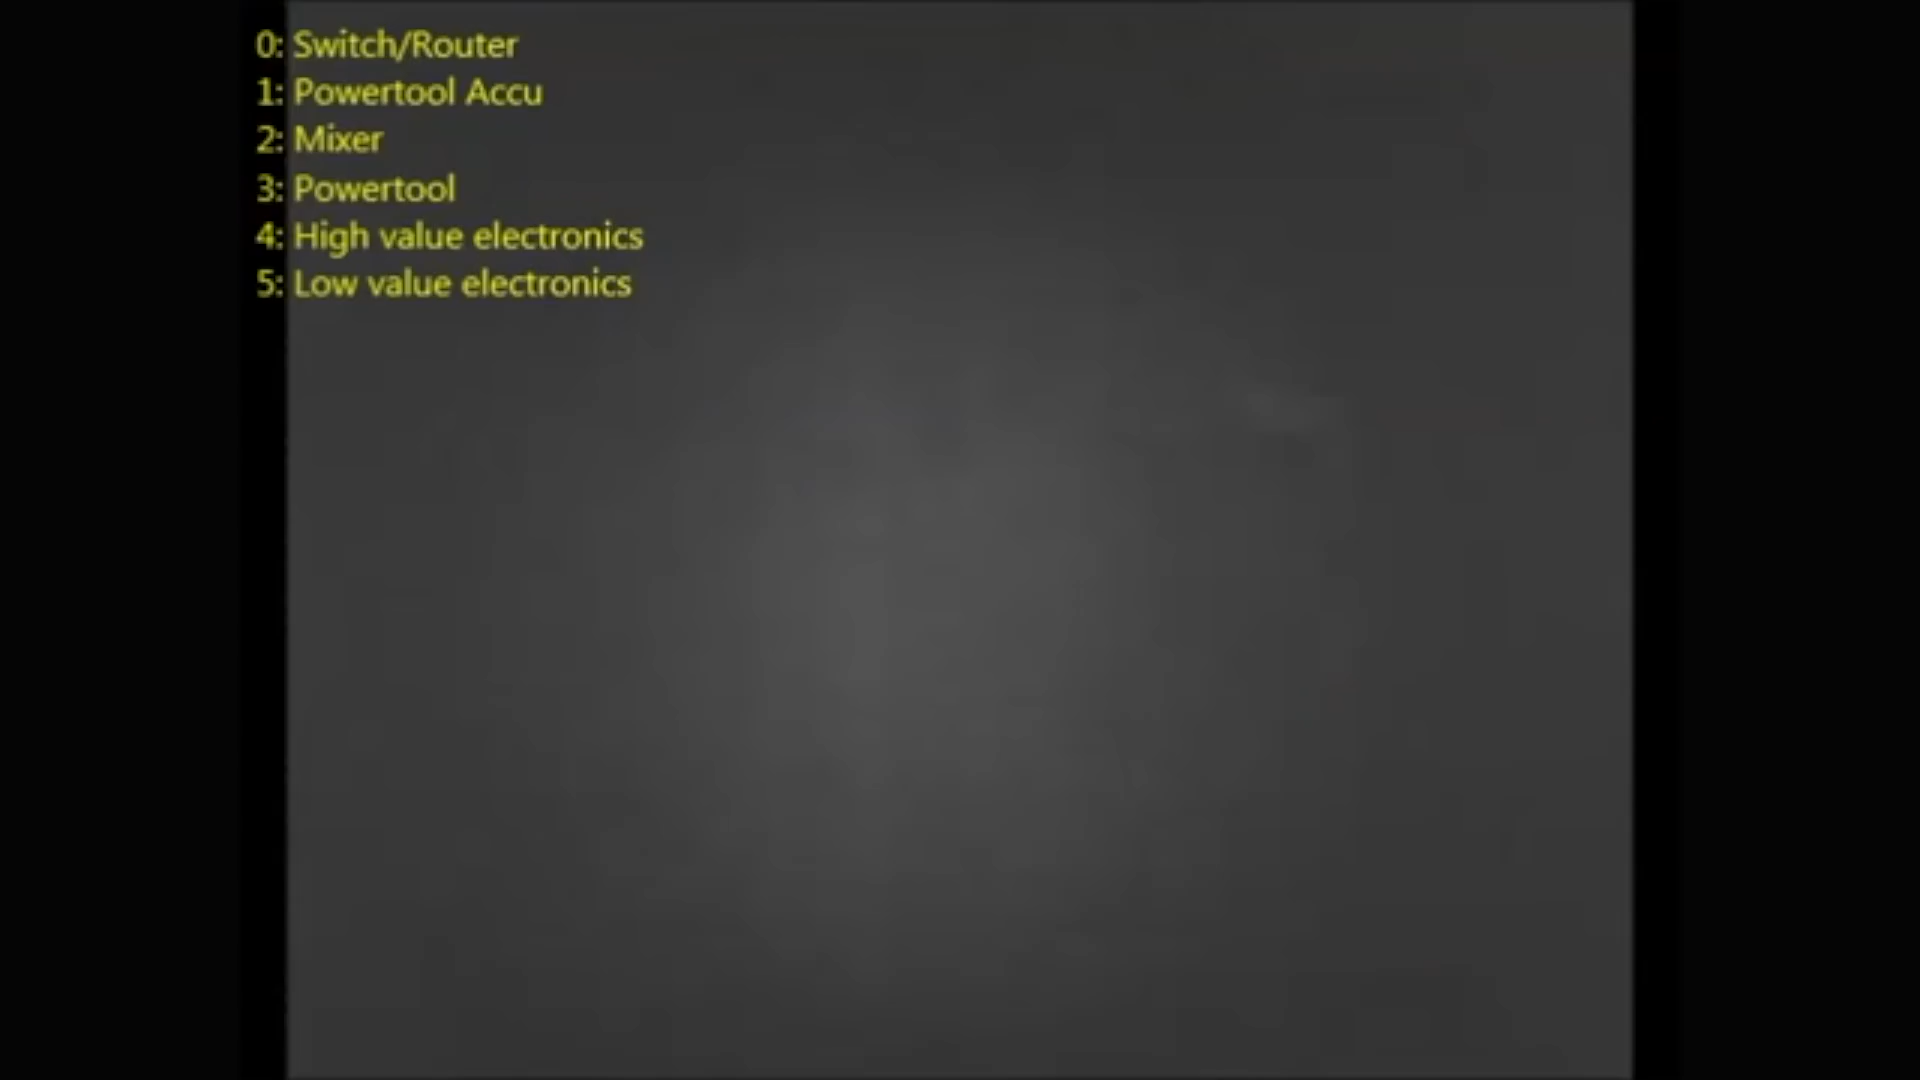 0: Switch/Router
1: Powertool Accu
2: Mixer
3: Powertool
4: High value electronics
5: Low value electronics